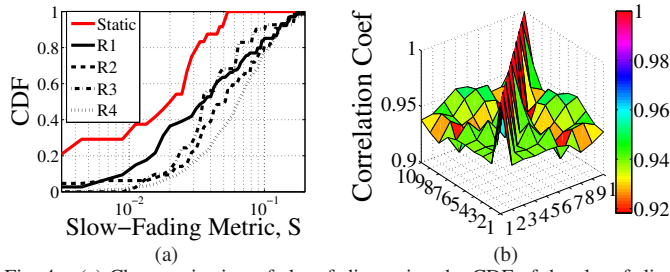 Static
R1
R2
R3
R4
CDF
1
0.8
0.6
0.4
0.2
0
10⁻² 10⁻¹
Slow−Fading Metric, S
(a)
Correlation Coef
1
0.95
0.9
10 9 8 7 6 5 4 3 2 1
1 2 3 4 5 6 7 8 9 1
1
0.98
0.96
0.94
0.92
(b)